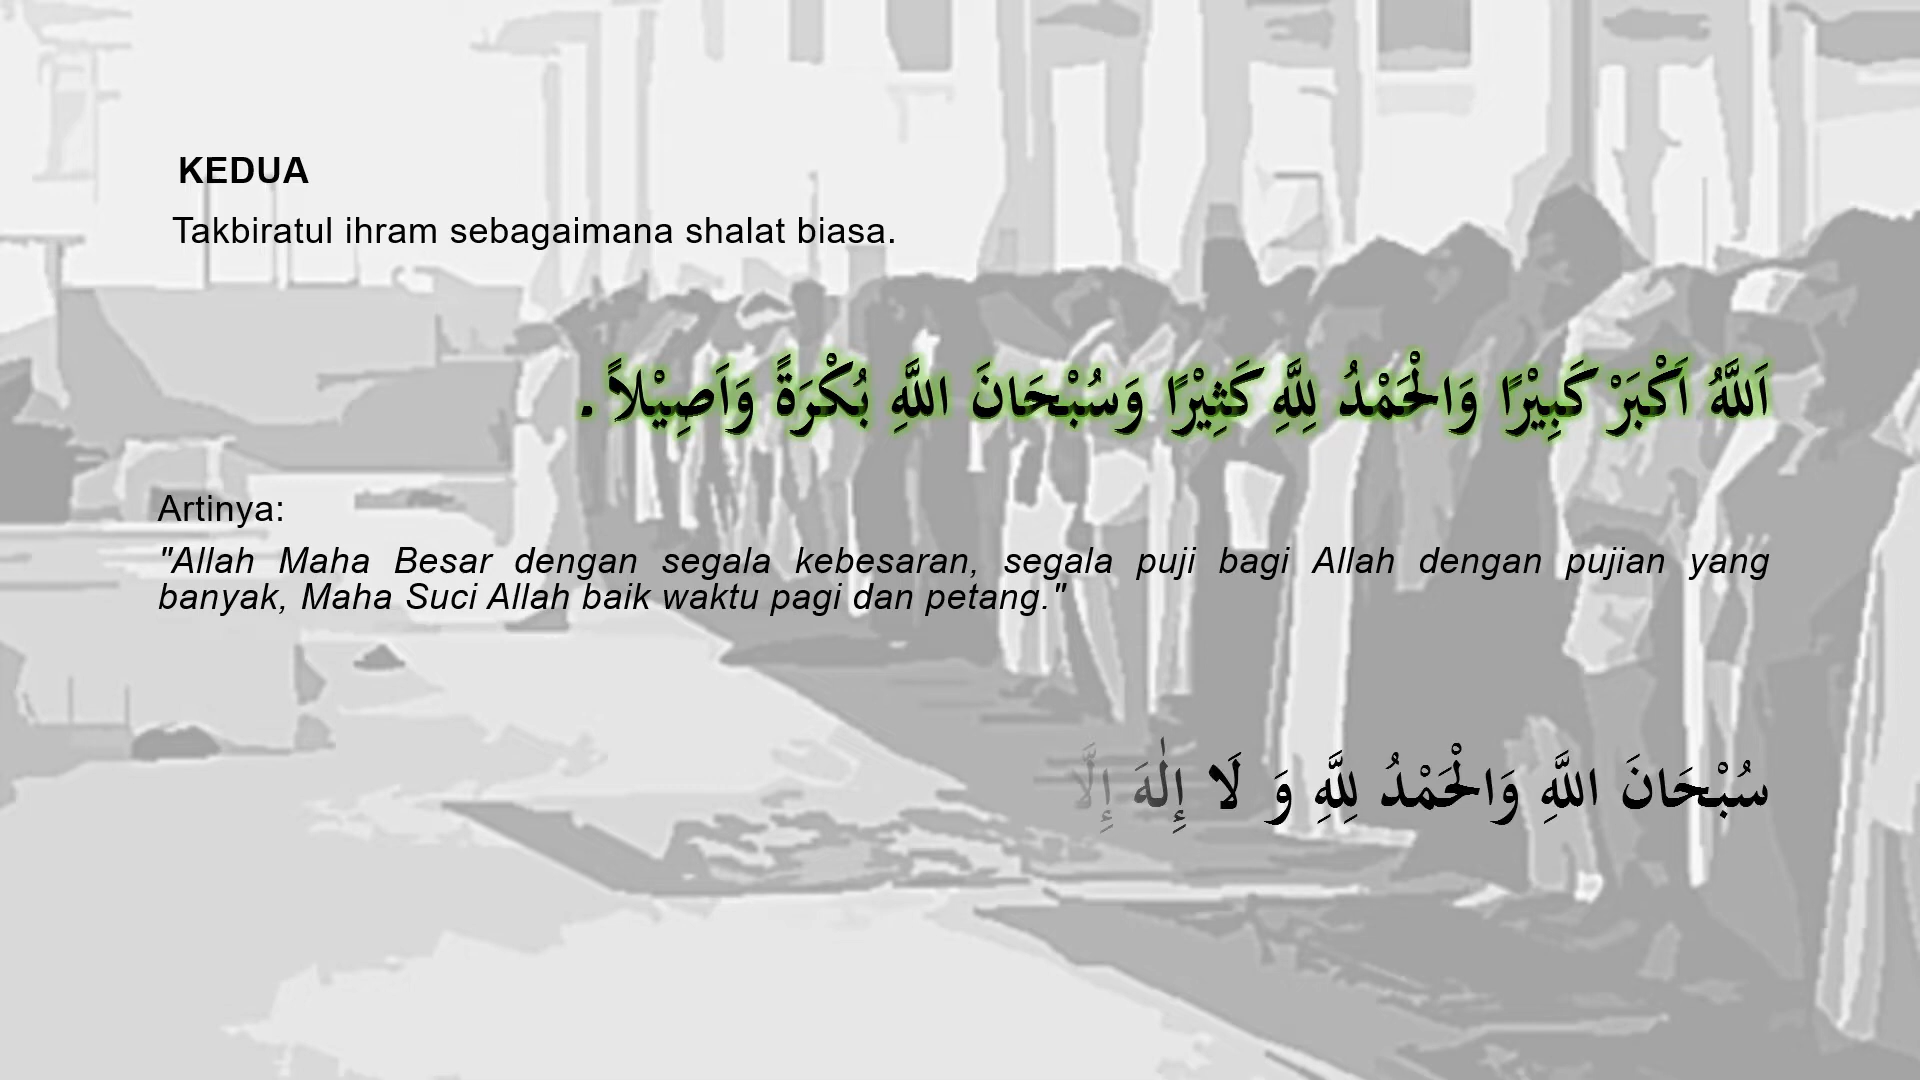 KEDUA
Takbiratul ihram sebagaimana shalat biasa.
اَللَّهُ اَكْبَرْ كَبِيْرًا وَالْحَمْدُ لِلَّهِ كَثِيْرًا وَسُبْحَانَ اللَّهِ بُكْرَةً وَاَصِيْلاً .
Artinya:
"Allah Maha Besar dengan segala kebesaran, segala puji bagi Allah dengan pujian yang
banyak, Maha Suci Allah baik waktu pagi dan petang."
سُبْحَانَ اللَّهِ وَالْحَمْدُ لِلَّهِ وَ لَا إِلٰهَ إِلَّا